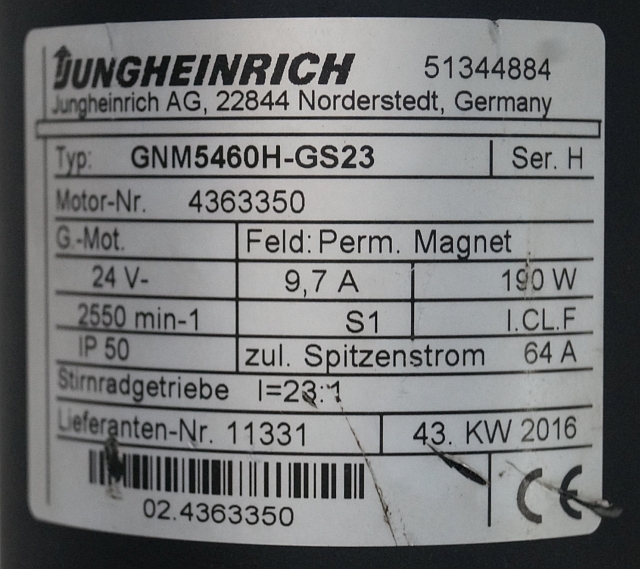 JUNGHEINRICH 51344884
Jungheinrich AG, 22844 Norderstedt, Germany
Typ: GNM5460H-GS23 Ser. H
Motor-Nr. 4363350
G.-Mot. Feld: Perm. Magnet
24 V- 9,7 A 190 W
2550 min-1 S1 I.CL.F
IP 50 zul. Spitzenstrom 64 A
Stirnradgetriebe I=23:1
Lieferanten-Nr. 11331 43. KW 2016
02.4363350 CE